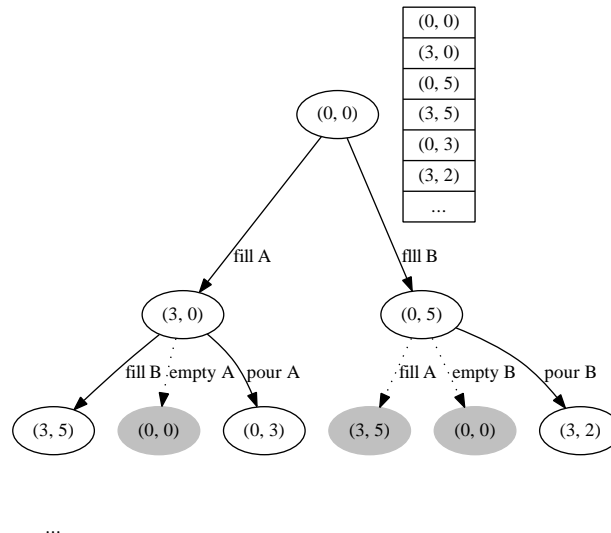 (0, 0)
(3, 0)
(0, 5)
(3, 5)
(0, 3)
(3, 2)
...
(0, 0)
fill A
flll B
(3, 0)
(0, 5)
fill B
empty A
pour A
fill A
empty B
pour B
(3, 5)
(0, 0)
(0, 3)
(3, 5)
(0, 0)
(3, 2)
...